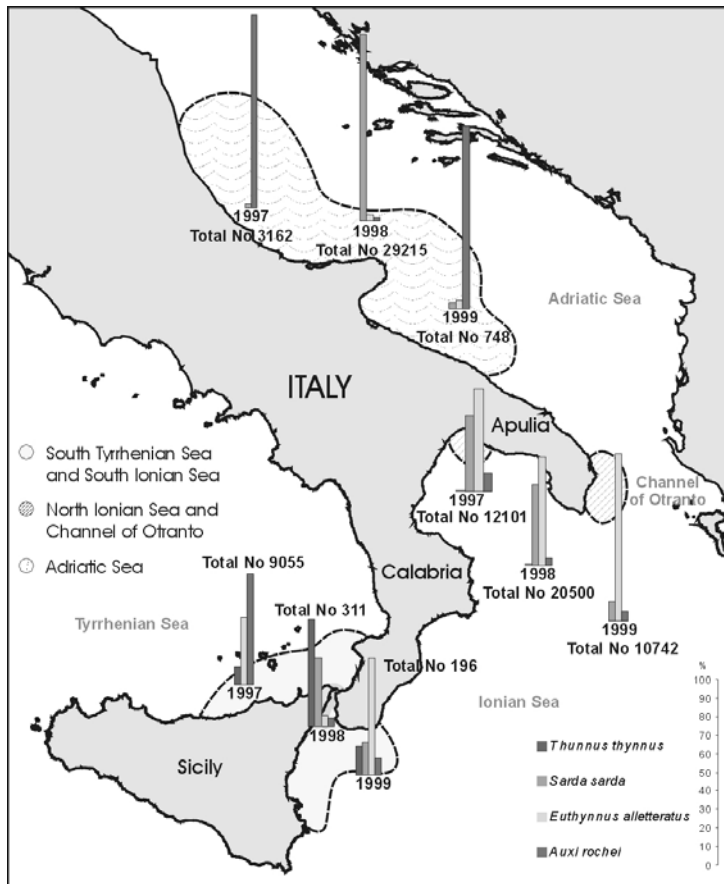 1997
Total No 3162
1998
Total No 29215
1999
Total No 748
Adriatic Sea
ITALY
Apulia
South Tyrrhenian Sea
and South Ionian Sea
North Ionian Sea and
Channel of Otranto
Adriatic Sea
1997
Total No 12101
Channel
of Otranto
1998
Total No 20500
1999
Total No 10742
Calabria
Total No 9055
1997
Tyrrhenian Sea
Total No 311
1998
Total No 196
1999
Sicily
Ionian Sea
Thunnus thynnus
Sarda sarda
Euthynnus alletteratus
Auxi rochei
%
100
90
80
70
60
50
40
30
20
10
0